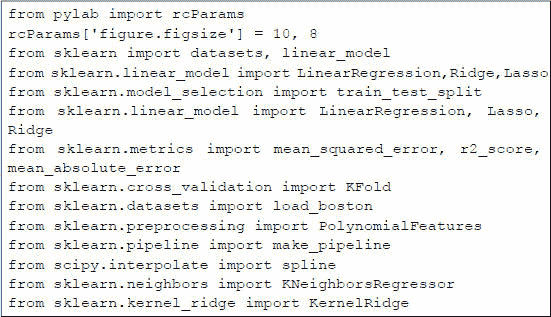 from pylab import rcParams
rcParams['figure.figsize'] = 10, 8
from sklearn import datasets, linear_model
from sklearn.linear_model import LinearRegression,Ridge,Lasso
from sklearn.model_selection import train_test_split
from sklearn.linear_model import LinearRegression, Lasso,
Ridge
from sklearn.metrics import mean_squared_error, r2_score,
mean_absolute_error
from sklearn.cross_validation import KFold
from sklearn.datasets import load_boston
from sklearn.preprocessing import PolynomialFeatures
from sklearn.pipeline import make_pipeline
from scipy.interpolate import spline
from sklearn.neighbors import KNeighborsRegressor
from sklearn.kernel_ridge import KernelRidge